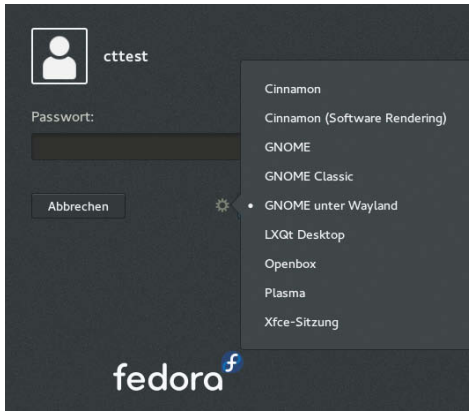 cttest
Passwort:
Abbrechen
Cinnamon
Cinnamon (Software Rendering)
GNOME
GNOME Classic
GNOME unter Wayland
LXQt Desktop
Openbox
Plasma
Xfce-Sitzung
fedora